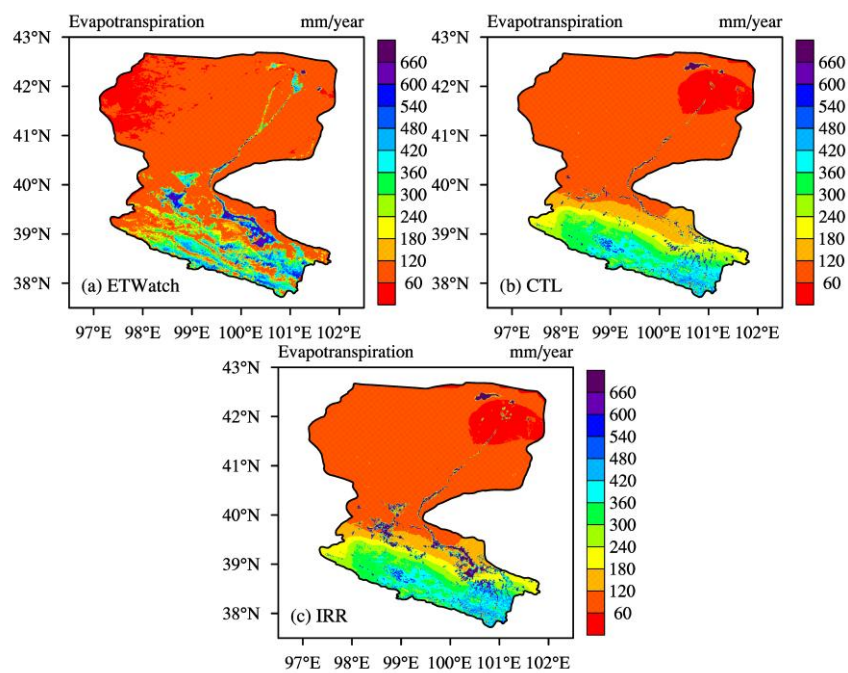 Evapotranspiration mm/year
43°N
42°N
41°N
40°N
39°N
38°N
97°E 98°E 99°E 100°E 101°E 102°E
(a) ETWatch
660
600
540
480
420
360
300
240
180
120
60
Evapotranspiration mm/year
43°N
42°N
41°N
40°N
39°N
38°N
97°E 98°E 99°E 100°E 101°E 102°E
(b) CTL
660
600
540
480
420
360
300
240
180
120
60
Evapotranspiration mm/year
43°N
42°N
41°N
40°N
39°N
38°N
97°E 98°E 99°E 100°E 101°E 102°E
(c) IRR
660
600
540
480
420
360
300
240
180
120
60